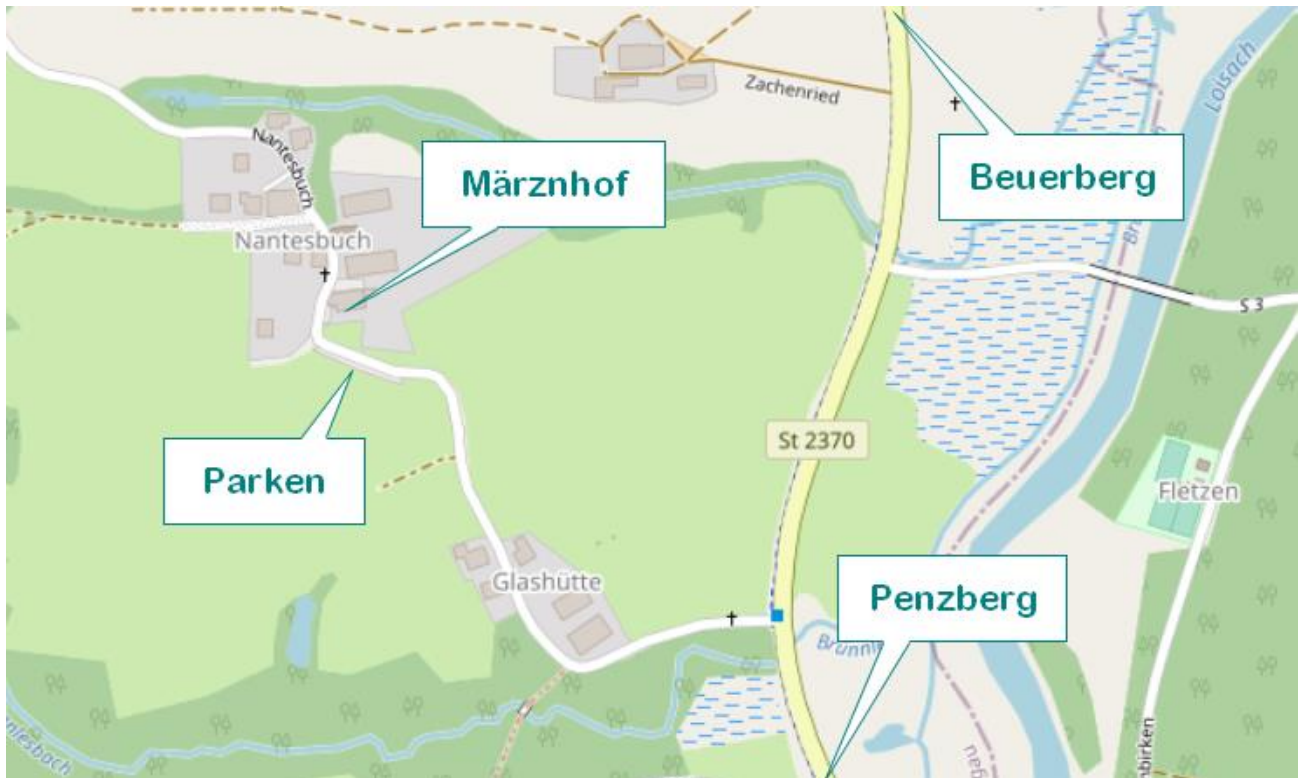 Zachenried
Loisach
Nantesbuch
Märznhof
Beuerberg
Nantesbuch
S 3
St 2370
Parken
Fletzen
Glashütte
Penzberg